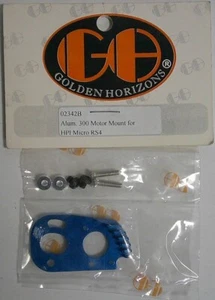 GH
GOLDEN HORIZONS
02342B
Alum. 300 Motor Mount for
HPI Micro RS4